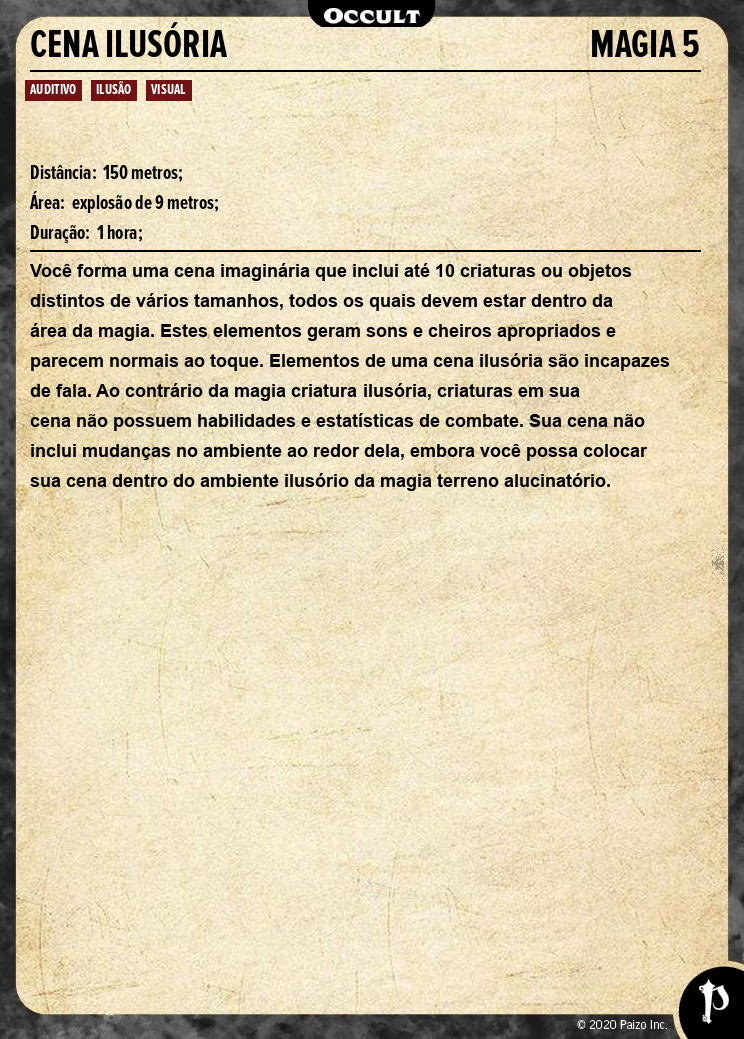 OCCULT
CENA ILUSÓRIA MAGIA 5
AUDITIVO ILUSÃO VISUAL
Distância: 150 metros;
Área: explosão de 9 metros;
Duração: 1 hora;
Você forma uma cena imaginária que inclui até 10 criaturas ou objetos
distintos de vários tamanhos, todos os quais devem estar dentro da
área da magia. Estes elementos geram sons e cheiros apropriados e
parecem normais ao toque. Elementos de uma cena ilusória são incapazes
de fala. Ao contrário da magia criatura ilusória, criaturas em sua
cena não possuem habilidades e estatísticas de combate. Sua cena não
inclui mudanças no ambiente ao redor dela, embora você possa colocar
sua cena dentro do ambiente ilusório da magia terreno alucinatório.
© 2020 Paizo Inc.
P